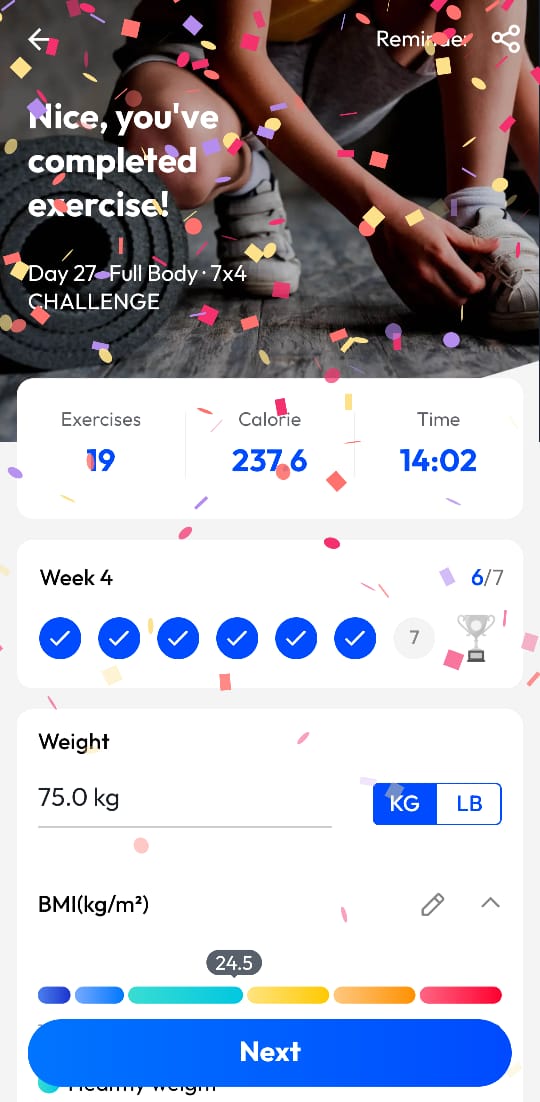 Reminder
Nice, you've
completed
exercise!
Day 27 Full Body · 7x4
CHALLENGE
Exercises
Calorie
Time
19
237.6
14:02
Week 4
6/7
7
Weight
75.0 kg
KG
LB
BMI(kg/m²)
24.5
Next
Healthy weight